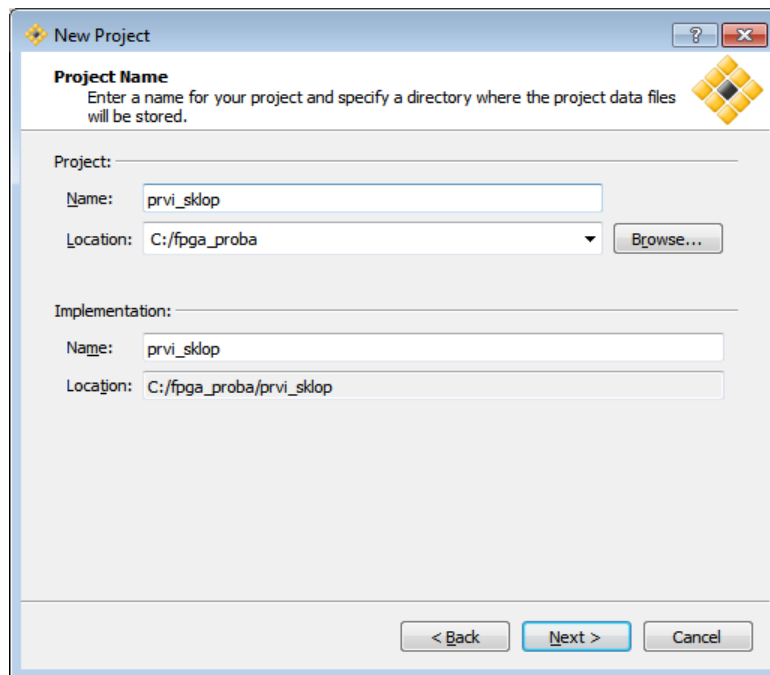 New Project
Project Name
Enter a name for your project and specify a directory where the project data files
will be stored.
Project:
Name: prvi_sklop
Location: C:/fpga_proba Browse...
Implementation:
Name: prvi_sklop
Location: C:/fpga_proba/prvi_sklop
< Back Next > Cancel